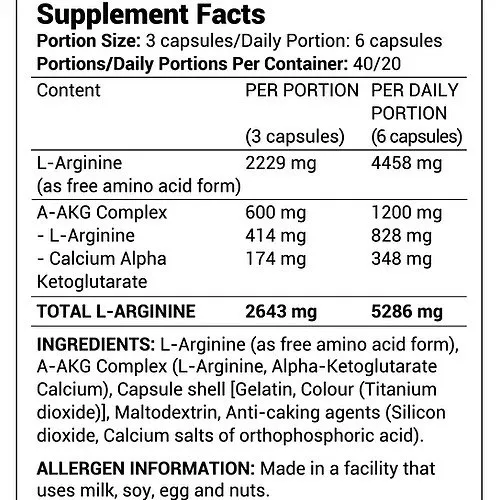 Supplement Facts
Portion Size: 3 capsules/Daily Portion: 6 capsules
Portions/Daily Portions Per Container: 40/20
Content PER PORTION PER DAILY
PORTION
(3 capsules) (6 capsules)
L-Arginine 2229 mg 4458 mg
(as free amino acid form)
A-AKG Complex 600 mg 1200 mg
- L-Arginine 414 mg 828 mg
- Calcium Alpha 174 mg 348 mg
Ketoglutarate
TOTAL L-ARGININE 2643 mg 5286 mg
INGREDIENTS: L-Arginine (as free amino acid form),
A-AKG Complex (L-Arginine, Alpha-Ketoglutarate
Calcium), Capsule shell [Gelatin, Colour (Titanium
dioxide)], Maltodextrin, Anti-caking agents (Silicon
dioxide, Calcium salts of orthophosphoric acid).
ALLERGEN INFORMATION: Made in a facility that
uses milk, soy, egg and nuts.